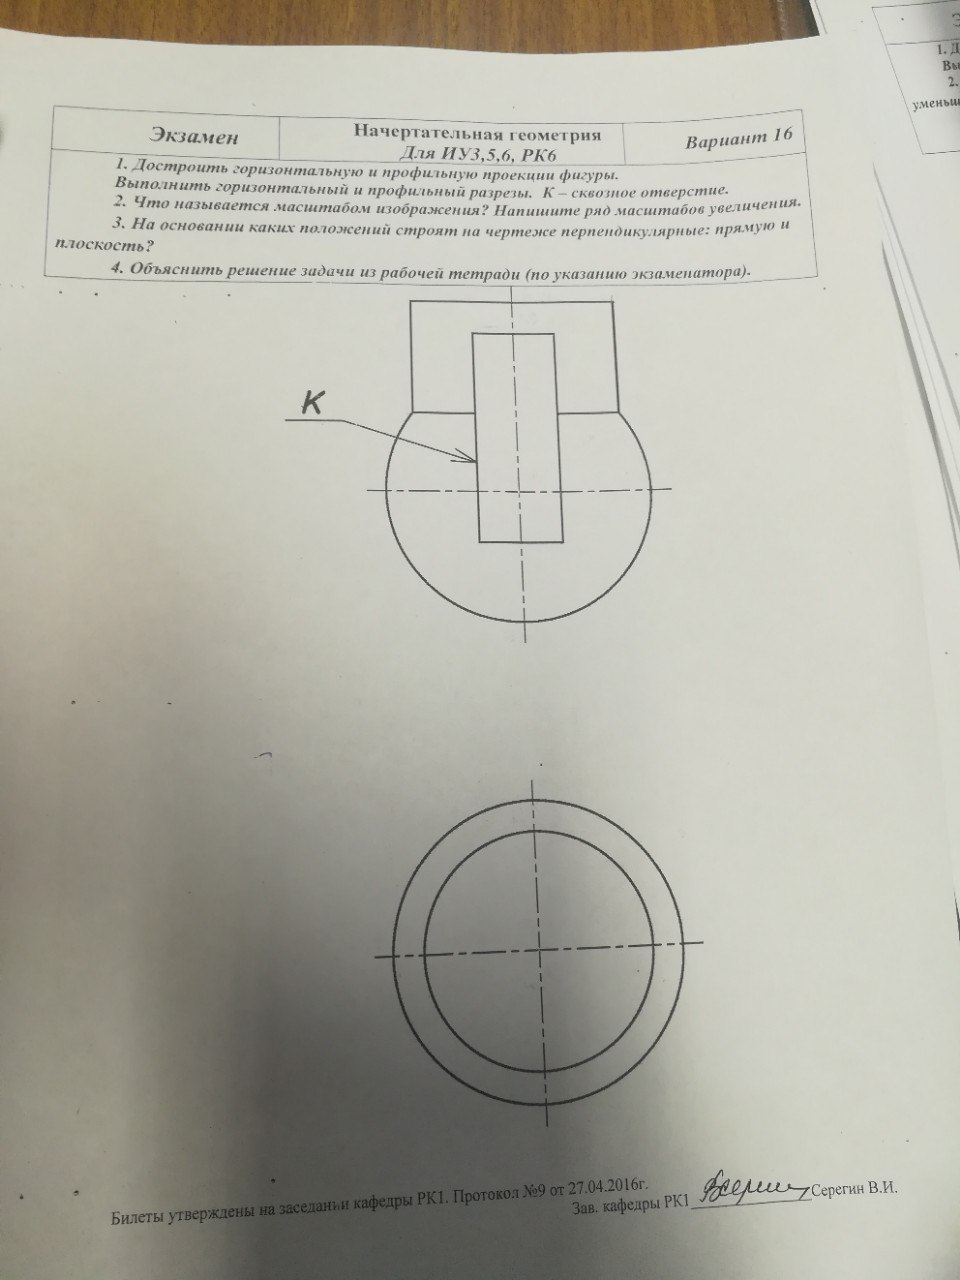 Экзамен
Начертательная геометрия
Для ИУ3,5,6, РК6
Вариант 16
1. Достроить горизонтальную и профильную проекции фигуры.
Выполнить горизонтальный и профильный разрезы. К – сквозное отверстие.
2. Что называется масштабом изображения? Напишите ряд масштабов увеличения.
3. На основании каких положений строят на чертеже перпендикулярные: прямую и
плоскость?
4. Объяснить решение задачи из рабочей тетради (по указанию экзаменатора).
К
Билеты утверждены на заседании кафедры РК1. Протокол №9 от 27.04.2016г.
Зав. кафедры РК1 Серегин В.И.
1. Д
Вы
2.
уменьш